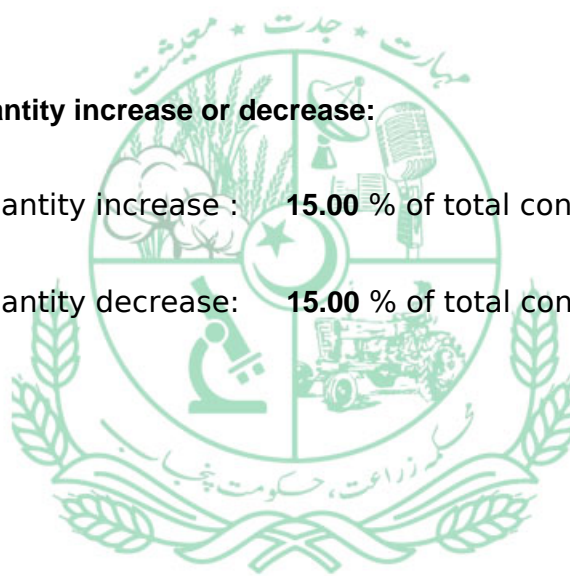 مہارت ★ جدت ★ معیشت
antity increase or decrease:
antity increase : 15.00 % of total con
antity decrease: 15.00 % of total con
محکمہ زراعت، حکومت پنجاب